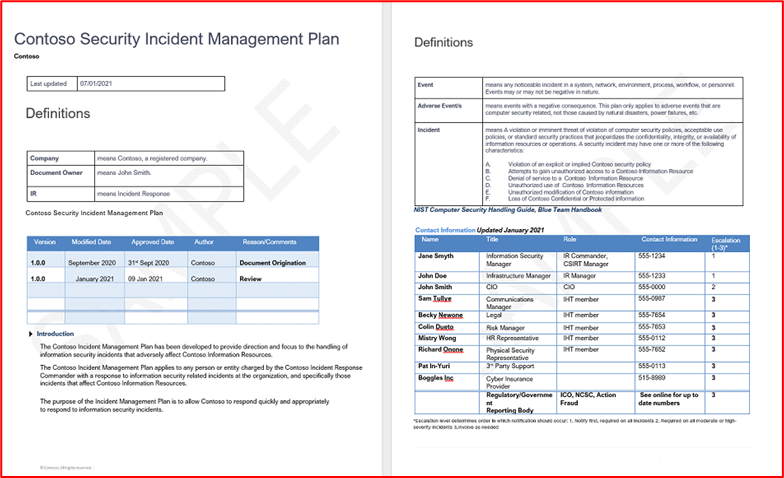 Contoso Security Incident Management Plan
Contoso
Last updated 07/01/2021
Definitions
Company means Contoso, a registered company.
Document Owner means John Smith.
IR means Incident Response
Contoso Security Incident Management Plan
Version Modified Date Approved Date Author Reason/Comments
1.0.0 September 2020 31st Sept 2020 Contoso Document Origination
1.0.0 January 2021 09 Jan 2021 Contoso Review
Introduction
The Contoso Incident Management Plan has been developed to provide direction and focus to the handling of
information security incidents that adversely affect Contoso Information Resources.
The Contoso Incident Management Plan applies to any person or entity charged by the Contoso Incident Response
Commander with a response to information security related incidents at the organization, and specifically those
incidents that affect Contoso Information Resources.
The purpose of the Incident Management Plan is to allow Contoso to respond quickly and appropriately
to respond to information security incidents.
© Contoso. All rights reserved.
SAMPLE
Definitions
Event means any noticeable incident in a system, network, environment, process, workflow, or personnel.
Events may or may not be negative in nature.
Adverse Event/s means events with a negative consequence. This plan only applies to adverse events that are
computer security related, not those caused by natural disasters, power failures, etc.
Incident means A violation or imminent threat of violation of computer security policies, acceptable use
policies, or standard security practices that jeopardizes the confidentiality, integrity, or availability of
information resources or operations. A security incident may have one or more of the following
characteristics:
A. Violation of an explicit or implied Contoso security policy
B. Attempts to gain unauthorized access to a Contoso Information Resource
C. Denial of service to a Contoso Information Resource
D. Unauthorized use of Contoso Information Resources
E. Unauthorized modification of Contoso information
F. Loss of Contoso Confidential or Protected information
NIST Computer Security Handling Guide, Blue Team Handbook
Contact Information Updated January 2021
Name Title Role Contact Information Escalation
(1-3)*
Jane Smyth Information Security IR Commander, 555-1234 1
Manager CSIRT Manager
John Doe Infrastructure Manager IR Manager 555-1233 1
John Smith CIO CIO 555-0000 2
Sam Tullye Communications IHT member 555-0987 3
Manager
Becky Newone Legal IHT member 555-7654 3
Colin Dueto Risk Manager IHT member 555-7653 3
Mistry Wong HR Representative IHT member 555-0112 3
Richard Onone Physical Security IHT member 555-7652 3
Representative
Pat In-Yuri 3rd Party Support 555-0113 3
Boggles Inc Cyber Insurance 515-8989 3
Provider
Regulatory/Governme ICO, NCSC, Action See online for up to 3
nt Fraud date numbers
Reporting Body
*Escalation level determines order in which notification should occur: 1. Notify first, required on all incidents 2. Required on all moderate or high-
severity incidents 3. Involve as needed
SAMPLE